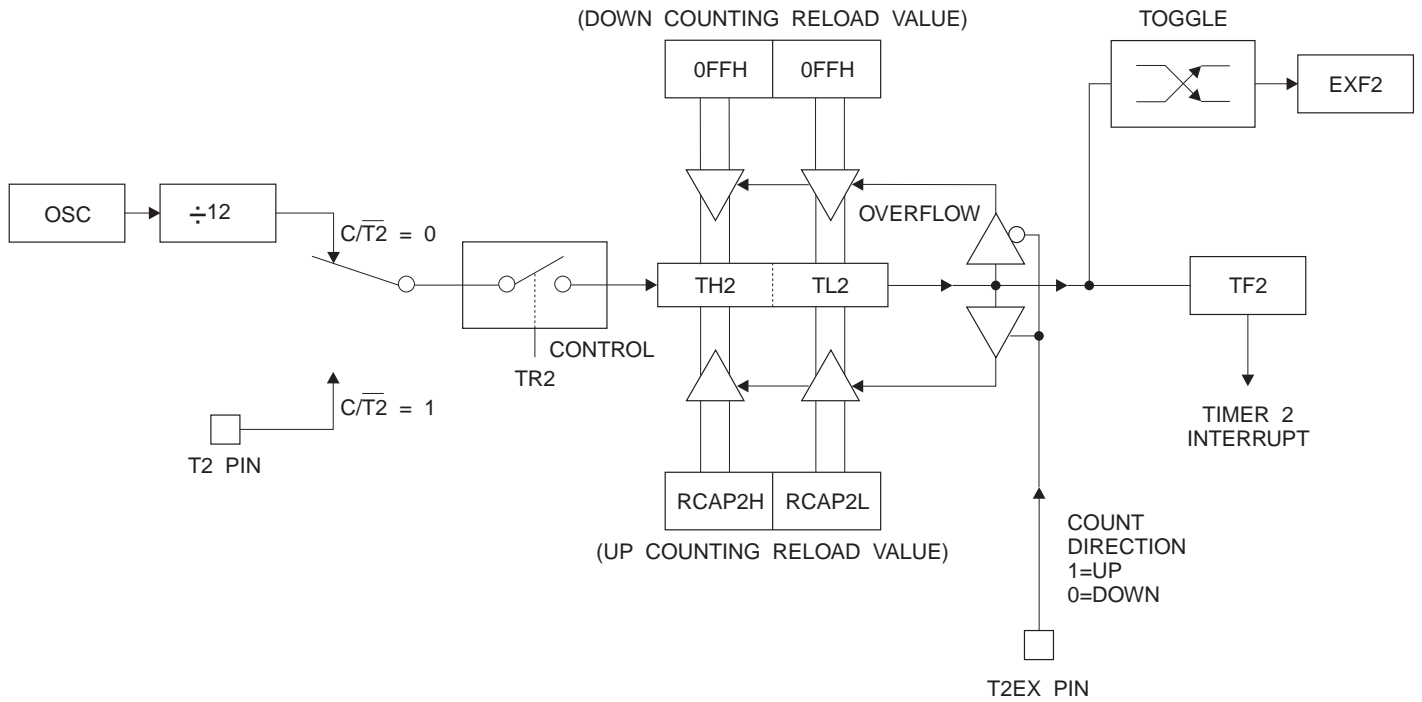 (DOWN COUNTING RELOAD VALUE)
TOGGLE
0FFH
0FFH
EXF2
OSC
÷12
OVERFLOW
C/T2̅ = 0
TH2
TL2
TF2
CONTROL
TR2
C/T2̅ = 1
TIMER 2
INTERRUPT
T2 PIN
RCAP2H
RCAP2L
(UP COUNTING RELOAD VALUE)
COUNT
DIRECTION
1=UP
0=DOWN
T2EX PIN